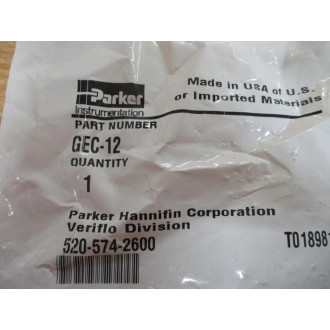 Parker
Instrumentation
Made in USA of U.S.
or Imported Materials
PART NUMBER
GEC-12
QUANTITY
1
Parker Hannifin Corporation
Veriflo Division
520-574-2600
T018981